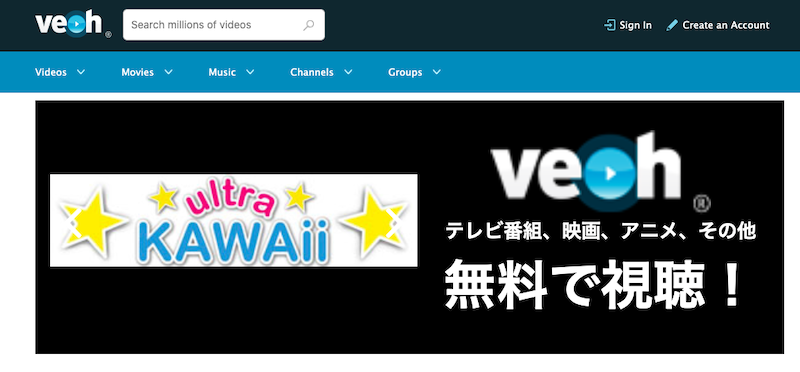 veoh®
Search millions of videos
Sign In
Create an Account
Videos
Movies
Music
Channels
Groups
ultra
KAWAii
veoh®
テレビ番組、映画、アニメ、その他
無料で視聴！